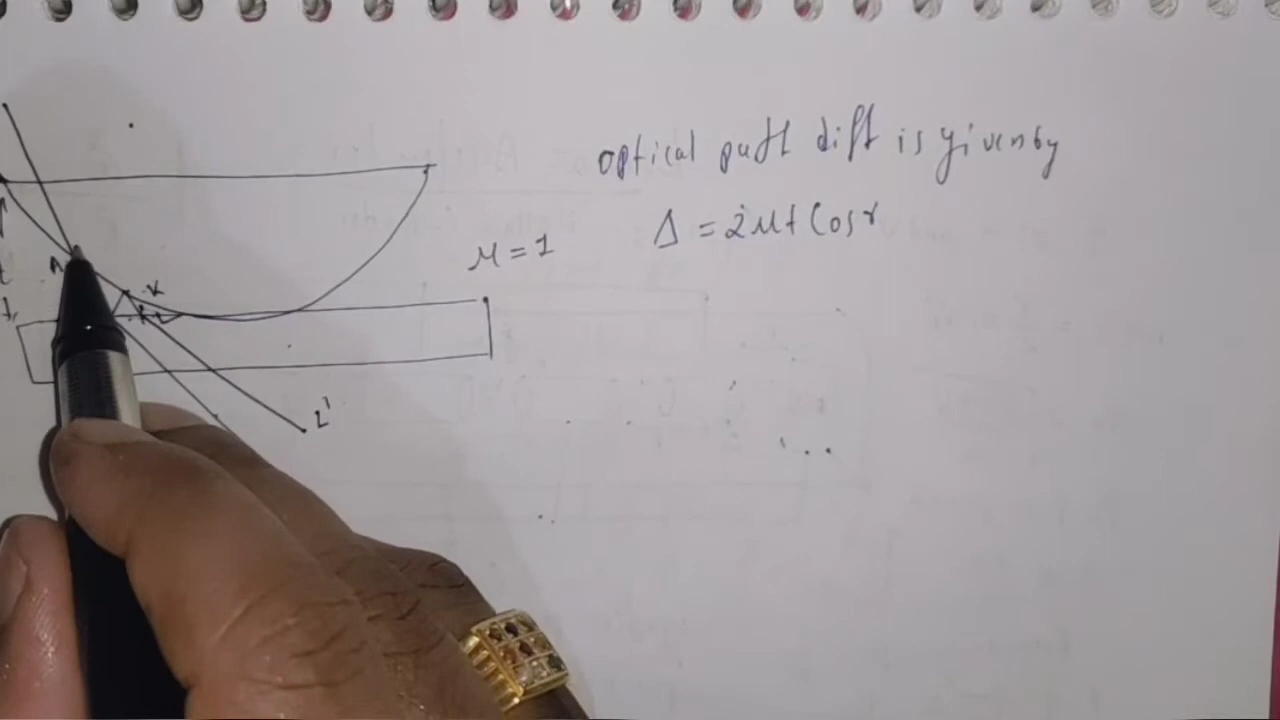 optical path diff is given by
Δ = 2μt Cos r
μ = 1
L'